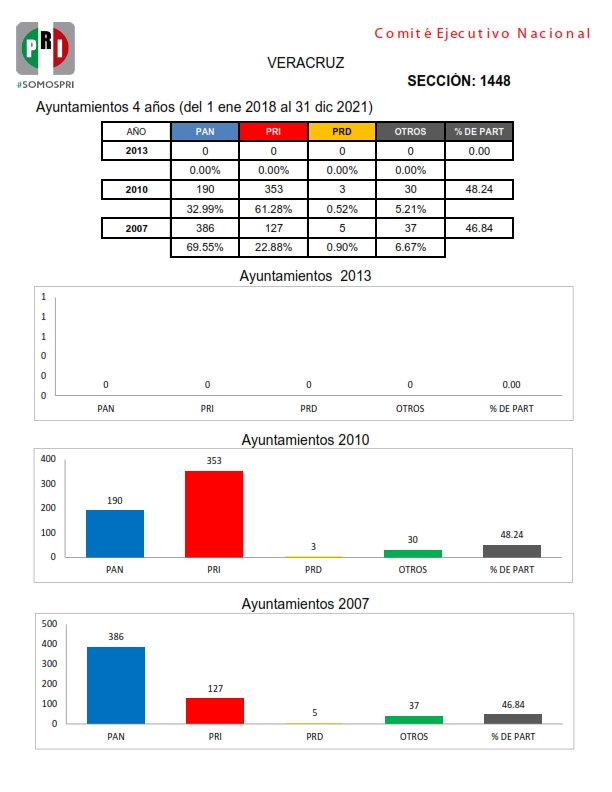 Comité Ejecutivo Nacional
PRI
#SOMOSPRI
VERACRUZ
SECCIÓN: 1448
Ayuntamientos 4 años (del 1 ene 2018 al 31 dic 2021)
AÑO PAN PRI PRD OTROS % DE PART
2013 0 0 0 0 0.00
0.00% 0.00% 0.00% 0.00%
2010 190 353 3 30 48.24
32.99% 61.28% 0.52% 5.21%
2007 386 127 5 37 46.84
69.55% 22.88% 0.90% 6.67%
Ayuntamientos 2013
1
1
1
0
0
0
0 0 0 0 0.00
PAN PRI PRD OTROS % DE PART
Ayuntamientos 2010
400
300
200
100
0
190 353 3 30 48.24
PAN PRI PRD OTROS % DE PART
Ayuntamientos 2007
500
400
300
200
100
0
386 127 5 37 46.84
PAN PRI PRD OTROS % DE PART